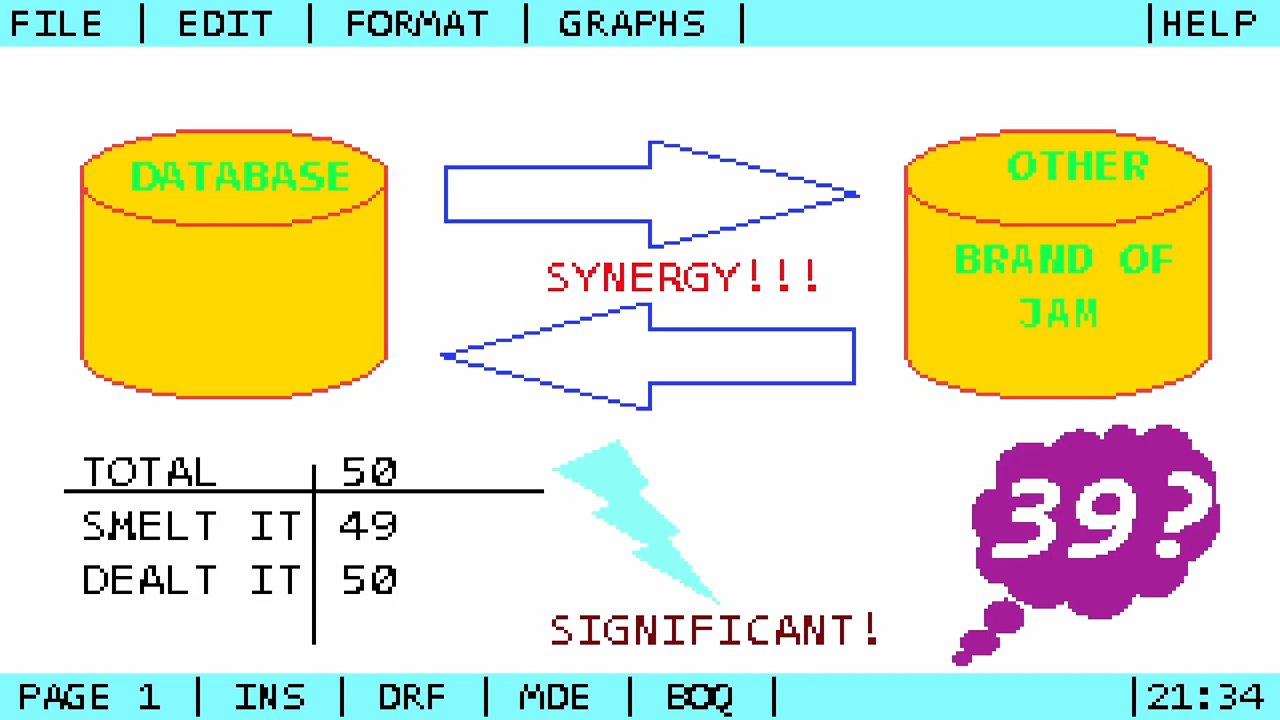 FILE | EDIT | FORMAT | GRAPHS | |HELP
DATABASE
OTHER
BRAND OF
JAM
SYNERGY!!!
TOTAL 50
SMELT IT 49
DEALT IT 50
39?
SIGNIFICANT!
PAGE 1 | INS | DRF | MDE | BOQ | |21:34